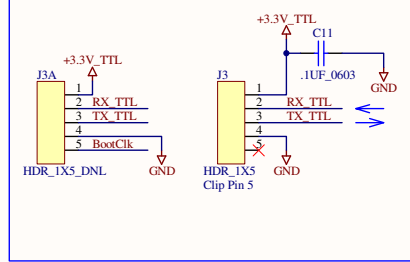 +3.3V_TTL
C11
.1UF_0603
GND
+3.3V_TTL
J3A
1
2 RX_TTL
3 TX_TTL
4
5 BootClk
GND
HDR_1X5_DNL
J3
1
2 RX_TTL
3 TX_TTL
4
5
GND
HDR_1X5
Clip Pin 5